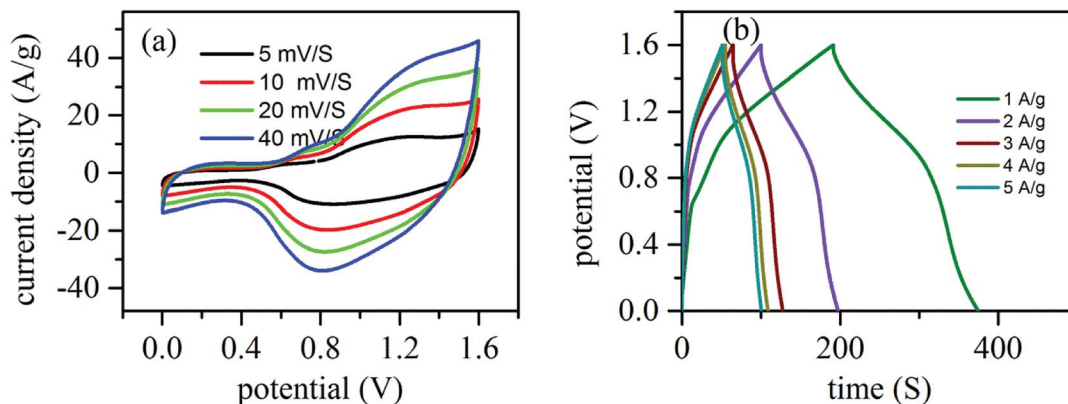 (a)
5 mV/S
10 mV/S
20 mV/S
40 mV/S
40
20
0
-20
-40
current density (A/g)
0.0 0.4 0.8 1.2 1.6
potential (V)
(b)
1 A/g
2 A/g
3 A/g
4 A/g
5 A/g
1.6
1.2
0.8
0.4
0.0
potential (V)
0 200 400
time (S)